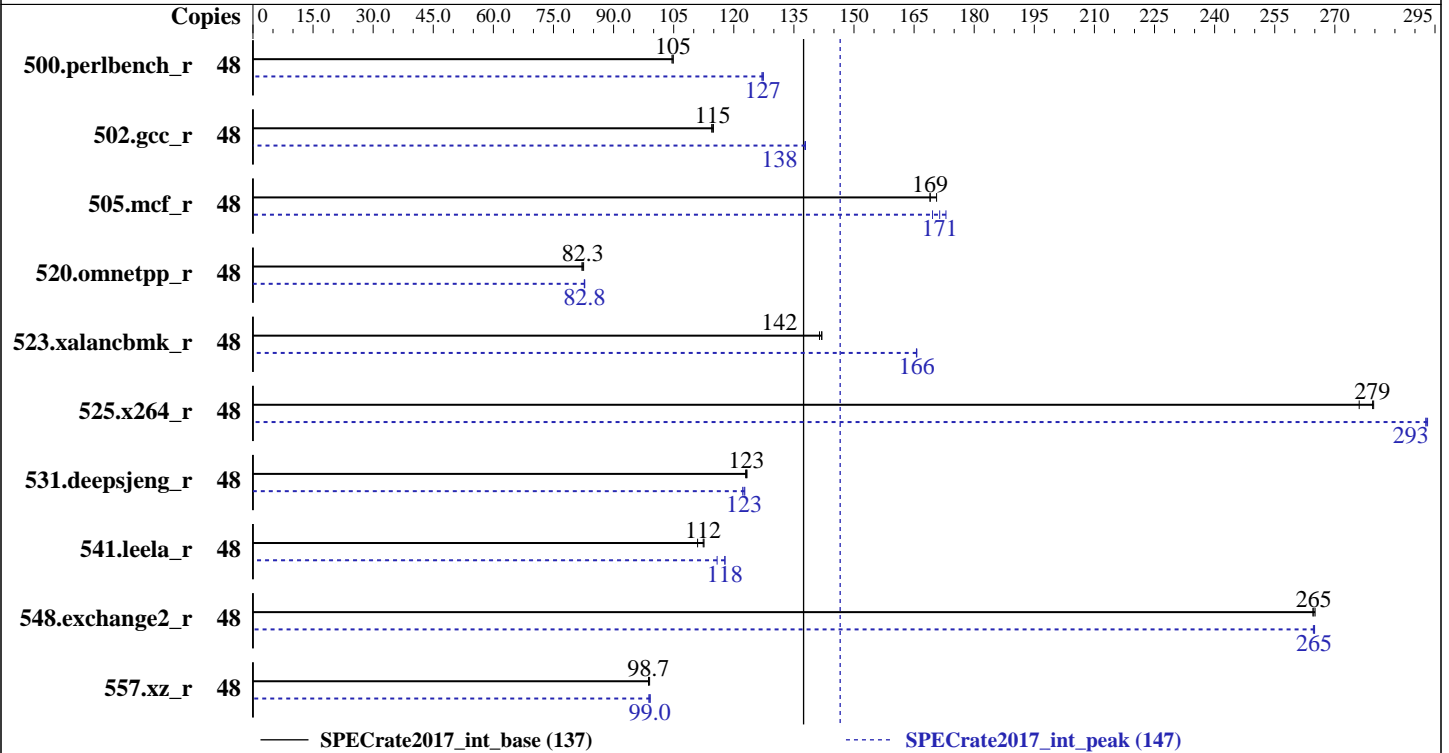 Copies 0 15.0 30.0 45.0 60.0 75.0 90.0 105 120 135 150 165 180 195 210 225 240 255 270 295
105
500.perlbench_r 48
127
115
502.gcc_r 48
138
169
505.mcf_r 48
171
82.3
520.omnetpp_r 48
82.8
142
523.xalancbmk_r 48
166
279
525.x264_r 48
293
123
531.deepsjeng_r 48
123
112
541.leela_r 48
118
265
548.exchange2_r 48
265
98.7
557.xz_r 48
99.0
SPECrate2017_int_base (137) SPECrate2017_int_peak (147)